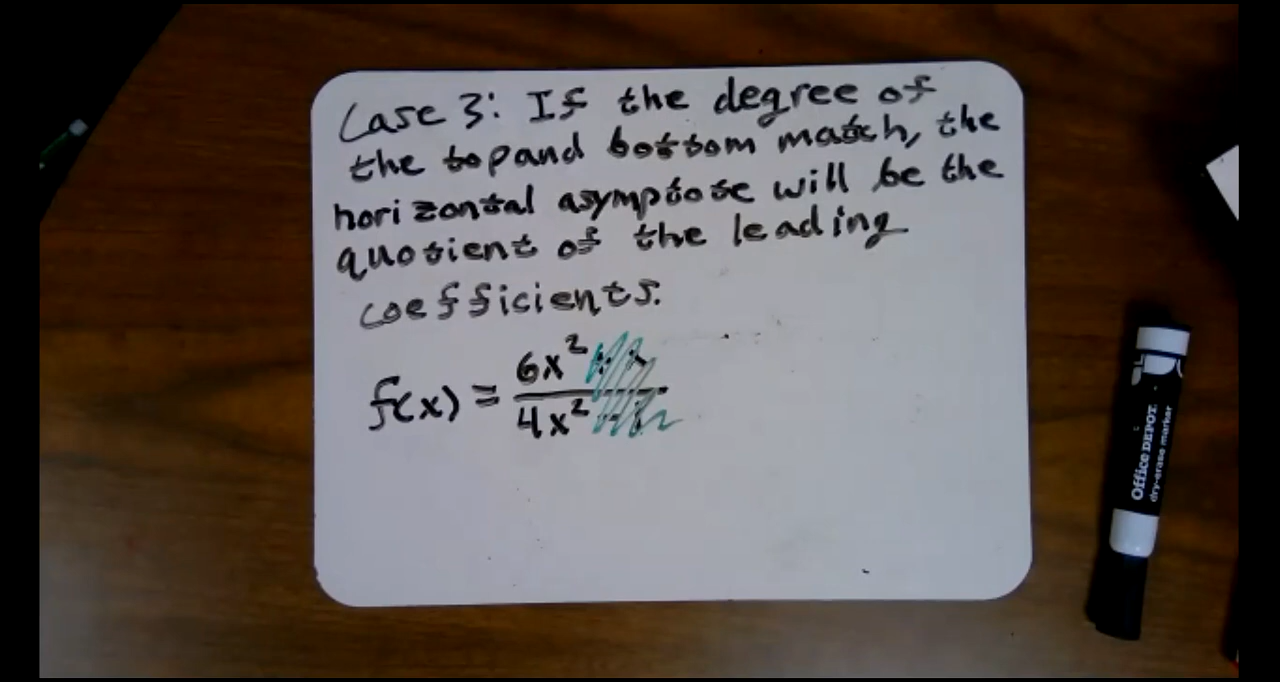 Case 3: If the degree of
the top and bottom match, the
horizontal asymptote will be the
quotient of the leading
coefficients.
f(x) = 6x²
4x²
Office DEPOT
dry-erase marker